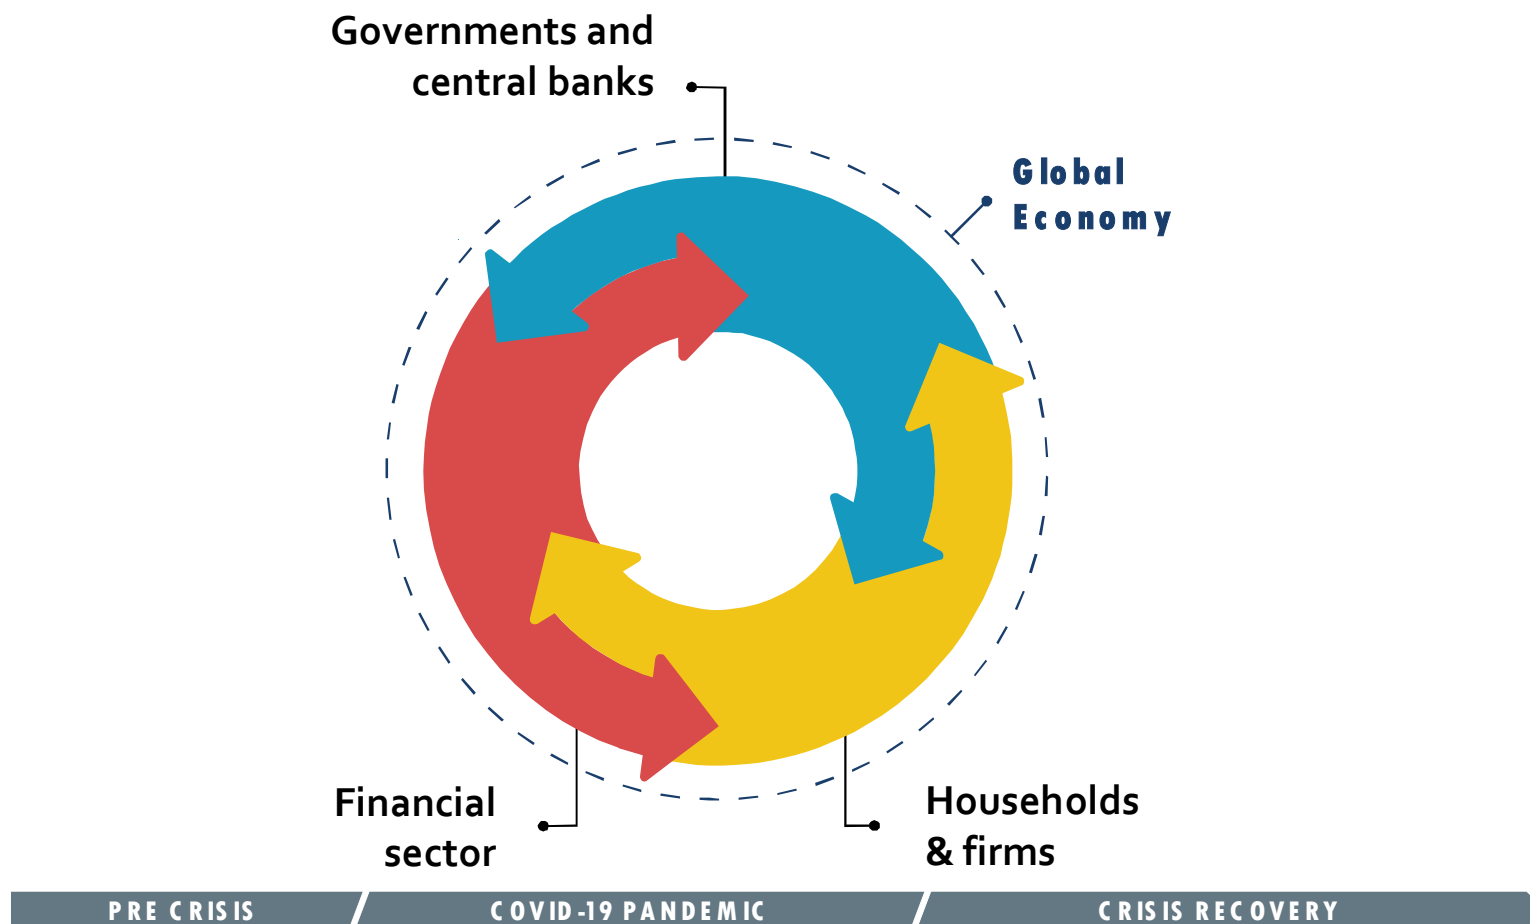 Governments and
central banks
Global
Economy
Financial
sector
Households
& firms
PRE CRISIS
COVID-19 PANDEMIC
CRISIS RECOVERY